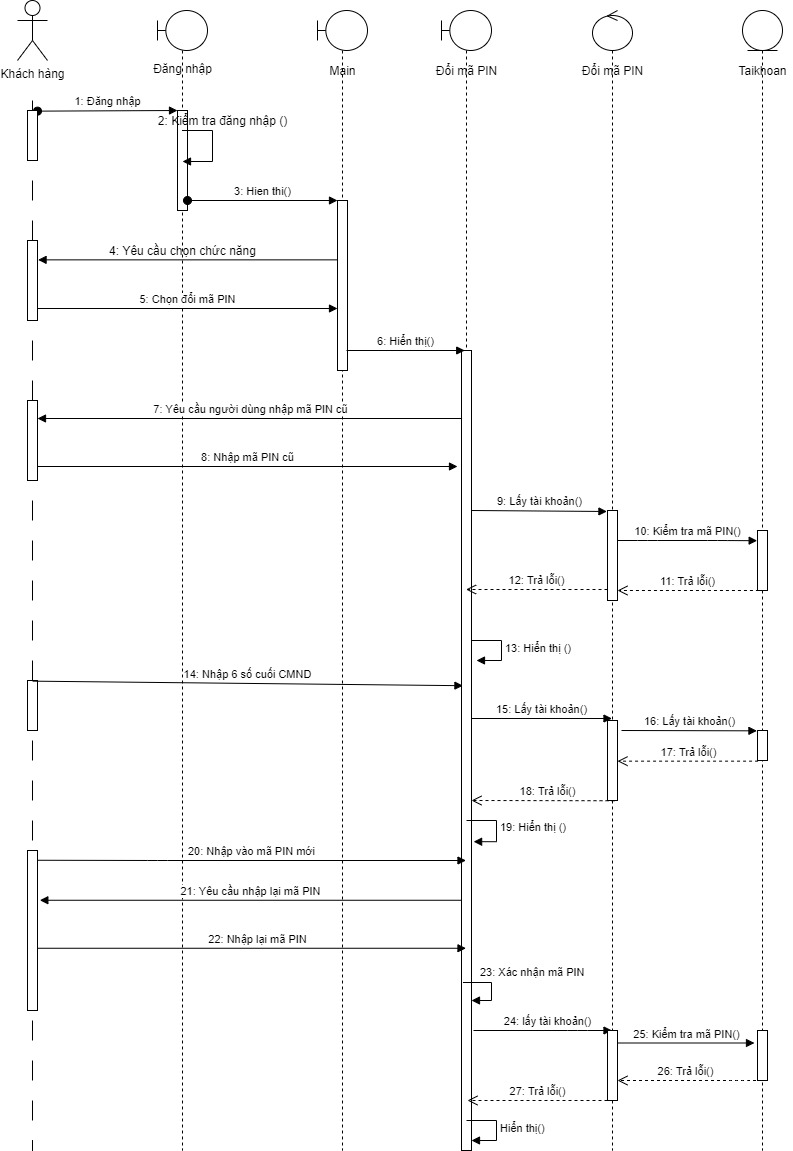 Khách hàng
Đăng nhập
Main
Đổi mã PIN
Đổi mã PIN
Taikhoan
1: Đăng nhập
2: Kiểm tra đăng nhập ()
3: Hien thi()
4: Yêu cầu chọn chức năng
5: Chọn đổi mã PIN
6: Hiển thị()
7: Yêu cầu người dùng nhập mã PIN cũ
8: Nhập mã PIN cũ
9: Lấy tài khoản()
10: Kiểm tra mã PIN()
11: Trả lỗi()
12: Trả lỗi()
13: Hiển thị ()
14: Nhập 6 số cuối CMND
15: Lấy tài khoản()
16: Lấy tài khoản()
17: Trả lỗi()
18: Trả lỗi()
19: Hiển thị ()
20: Nhập vào mã PIN mới
21: Yêu cầu nhập lại mã PIN
22: Nhập lại mã PIN
23: Xác nhận mã PIN
24: lấy tài khoản()
25: Kiểm tra mã PIN()
26: Trả lỗi()
27: Trả lỗi()
Hiển thị()